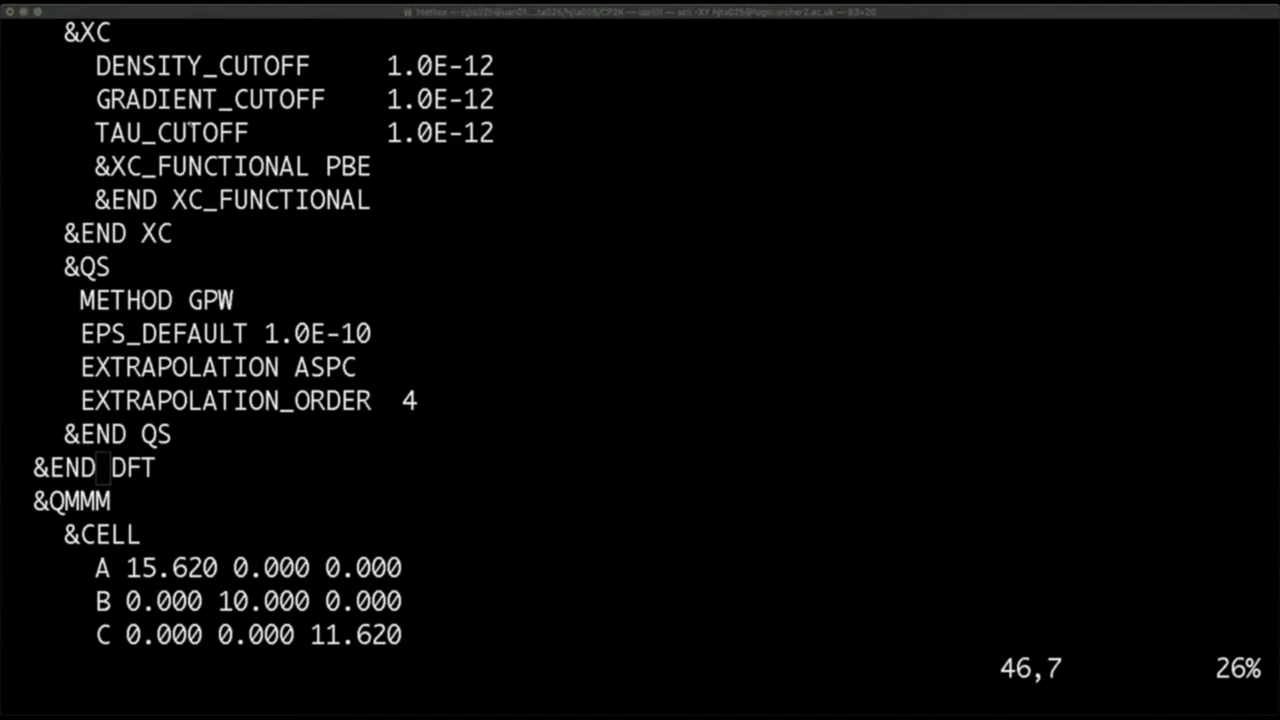 &XC
DENSITY_CUTOFF 1.0E-12
GRADIENT_CUTOFF 1.0E-12
TAU_CUTOFF 1.0E-12
&XC_FUNCTIONAL PBE
&END XC_FUNCTIONAL
&END XC
&QS
METHOD GPW
EPS_DEFAULT 1.0E-10
EXTRAPOLATION ASPC
EXTRAPOLATION_ORDER 4
&END QS
&END DFT
&QMMM
&CELL
A 15.620 0.000 0.000
B 0.000 10.000 0.000
C 0.000 0.000 11.620
46,7 26%